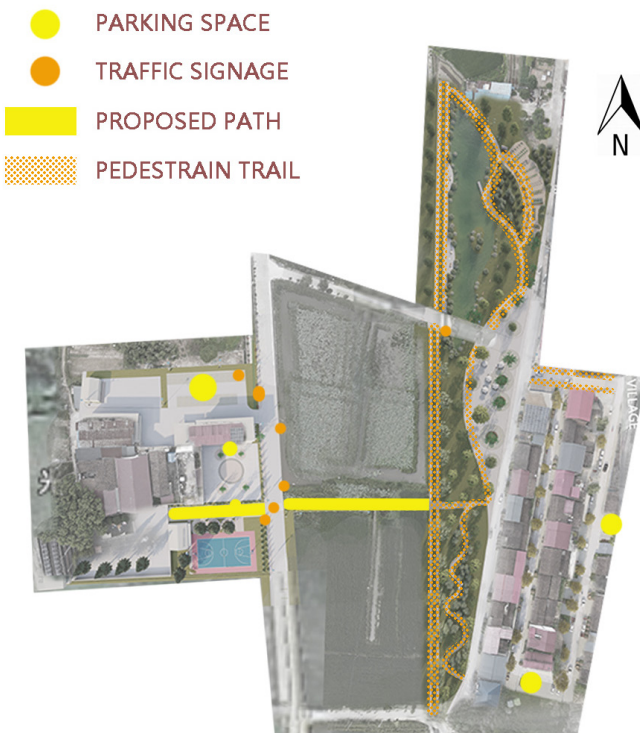 PARKING SPACE
TRAFFIC SIGNAGE
PROPOSED PATH
PEDESTRAIN TRAIL
N
VILLAGE